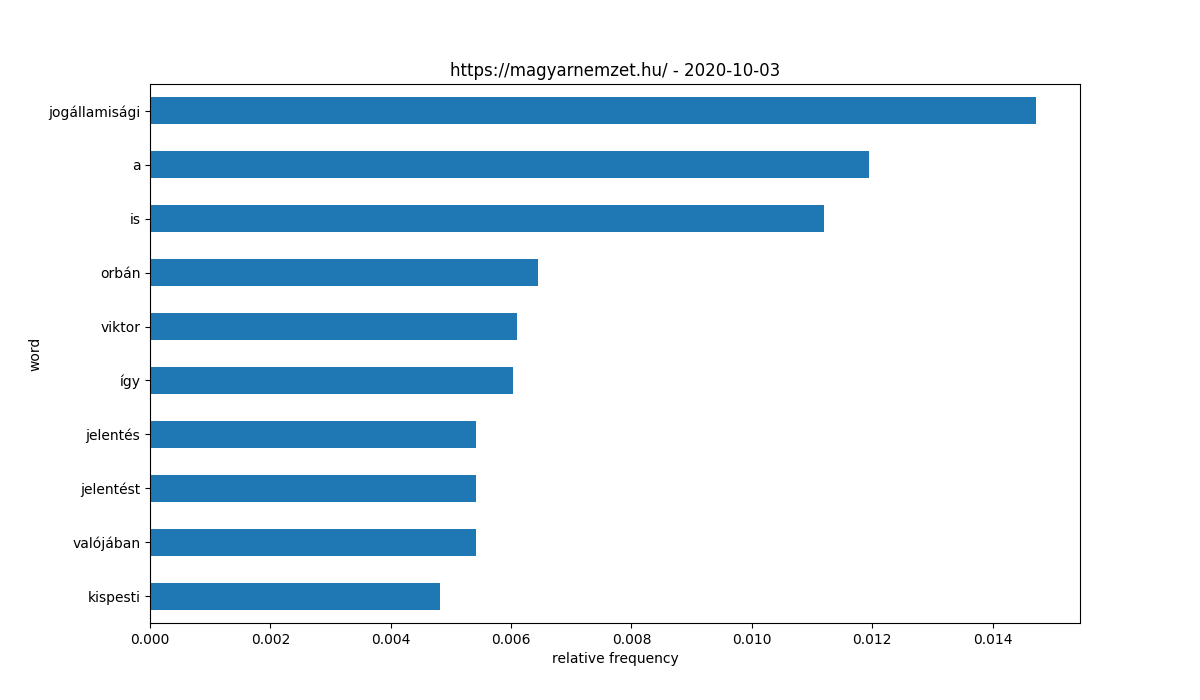 https://magyarnemzet.hu/ - 2020-10-03
jogállamisági
a
is
orbán
viktor
így
jelentés
jelentést
valójában
kispesti
word
0.000 0.002 0.004 0.006 0.008 0.010 0.012 0.014
relative frequency